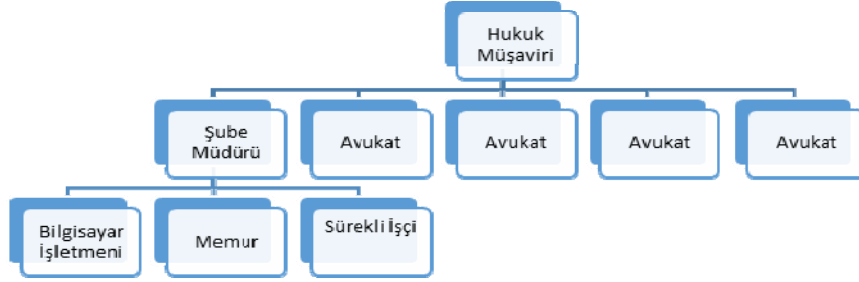 Hukuk
Müşaviri
Şube
Müdürü
Avukat
Avukat
Avukat
Avukat
Bilgisayar
İşletmeni
Memur
Sürekli İşçi